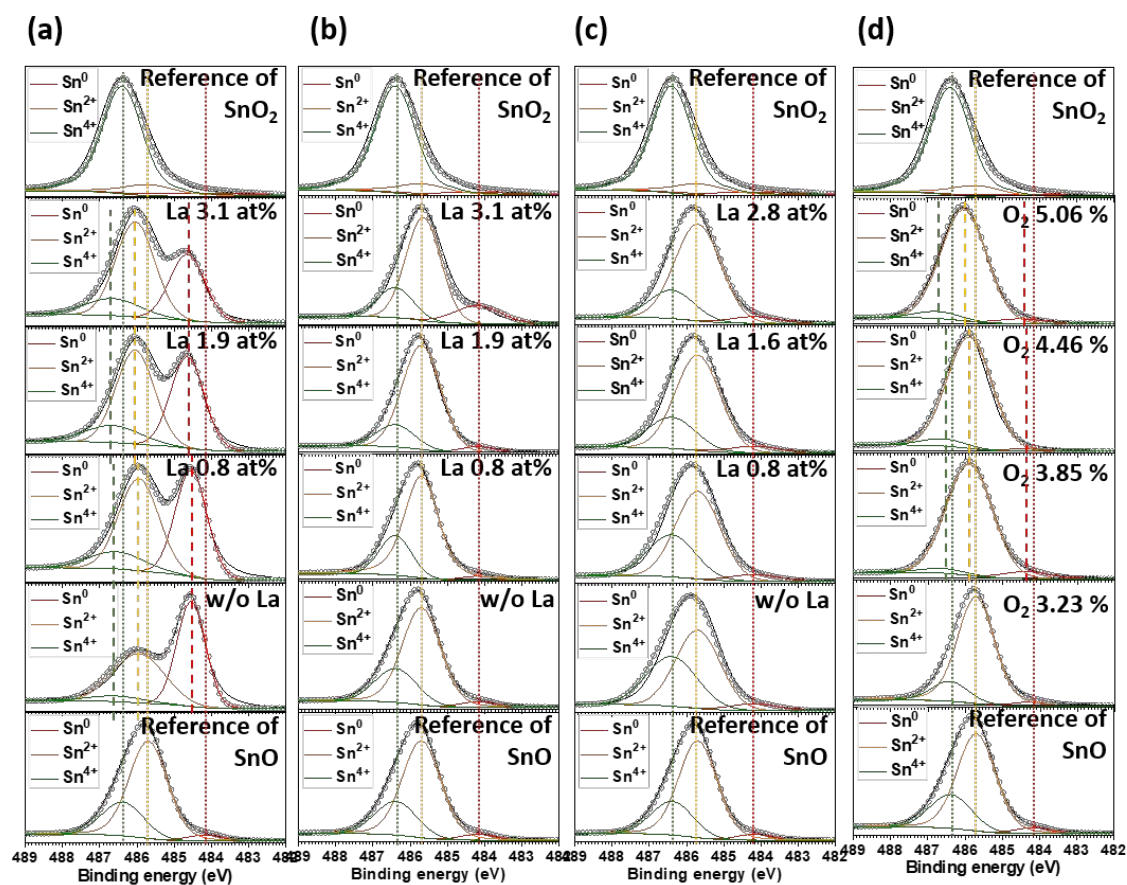 (a)
(b)
(c)
(d)
Sn⁰
Sn²⁺
Sn⁴⁺
Reference of
SnO₂
Sn⁰
Sn²⁺
Sn⁴⁺
Reference of
SnO₂
Sn⁰
Sn²⁺
Sn⁴⁺
Reference of
SnO₂
Sn⁰
Sn²⁺
Sn⁴⁺
Reference of
SnO₂
Sn⁰
Sn²⁺
Sn⁴⁺
La 3.1 at%
Sn⁰
Sn²⁺
Sn⁴⁺
La 3.1 at%
Sn⁰
Sn²⁺
Sn⁴⁺
La 2.8 at%
Sn⁰
Sn²⁺
Sn⁴⁺
O₂ 5.06 %
Sn⁰
Sn²⁺
Sn⁴⁺
La 1.9 at%
Sn⁰
Sn²⁺
Sn⁴⁺
La 1.9 at%
Sn⁰
Sn²⁺
Sn⁴⁺
La 1.6 at%
Sn⁰
Sn²⁺
Sn⁴⁺
O₂ 4.46 %
Sn⁰
Sn²⁺
Sn⁴⁺
La 0.8 at%
Sn⁰
Sn²⁺
Sn⁴⁺
La 0.8 at%
Sn⁰
Sn²⁺
Sn⁴⁺
La 0.8 at%
Sn⁰
Sn²⁺
Sn⁴⁺
O₂ 3.85 %
Sn⁰
Sn²⁺
Sn⁴⁺
w/o La
Sn⁰
Sn²⁺
Sn⁴⁺
w/o La
Sn⁰
Sn²⁺
Sn⁴⁺
w/o La
Sn⁰
Sn²⁺
Sn⁴⁺
O₂ 3.23 %
Sn⁰
Sn²⁺
Sn⁴⁺
Reference of
SnO
Sn⁰
Sn²⁺
Sn⁴⁺
Reference of
SnO
Sn⁰
Sn²⁺
Sn⁴⁺
Reference of
SnO
Sn⁰
Sn²⁺
Sn⁴⁺
Reference of
SnO
489 488 487 486 485 484 483
488 487 486 485 484 483
488 487 486 485 484 483 482
489 488 487 486 485 484 483 482
Binding energy (eV)
Binding energy (eV)
Binding energy (eV)
Binding energy (eV)